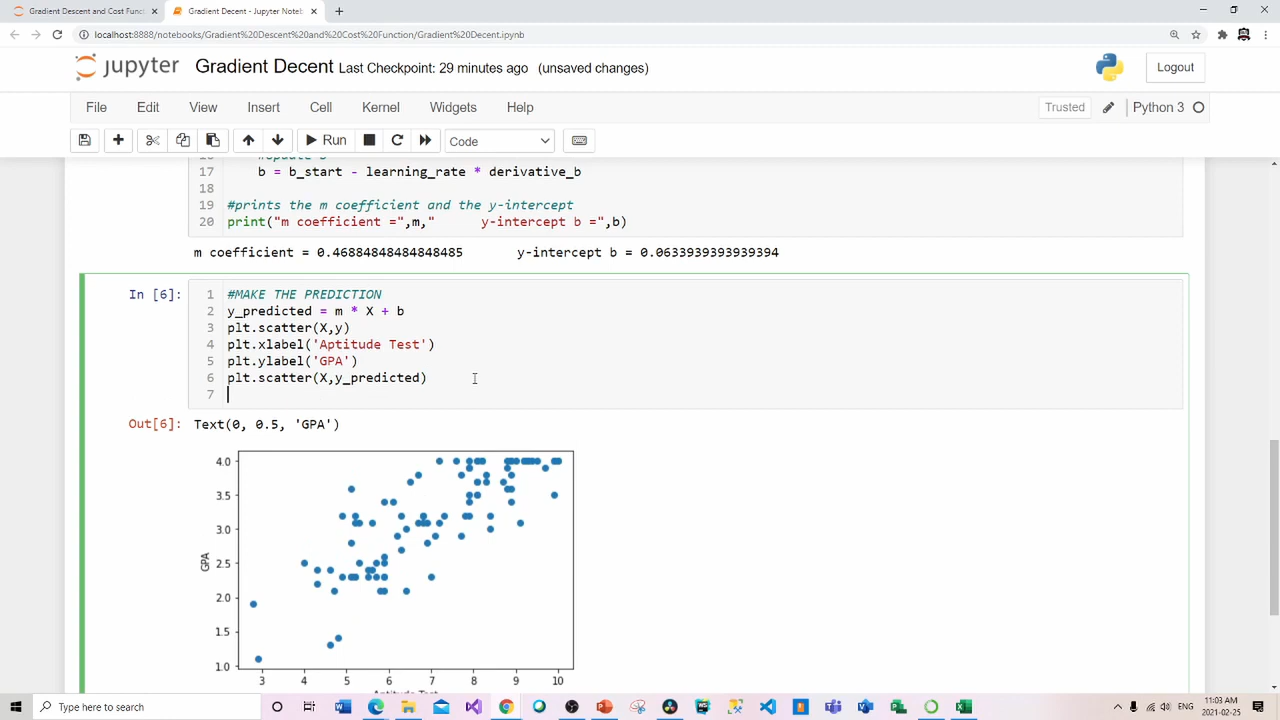 Gradient Descent and Cost Func
Gradient Decent - Jupyter Noteb
localhost:8888/notebooks/Gradient%20Descent%20and%20Cost%20Function/Gradient%20Decent.ipynb
jupyter Gradient Decent Last Checkpoint: 29 minutes ago (unsaved changes)
Logout
File Edit View Insert Cell Kernel Widgets Help
Trusted Python 3
Run Code
17 b = b_start - learning_rate * derivative_b
18
19 #prints the m coefficient and the y-intercept
20 print("m coefficient =",m,"      y-intercept b =",b)
m coefficient = 0.46884848484848485       y-intercept b = 0.0633939393939394
In [6]:
1 #MAKE THE PREDICTION
2 y_predicted = m * X + b
3 plt.scatter(X,y)
4 plt.xlabel('Aptitude Test')
5 plt.ylabel('GPA')
6 plt.scatter(X,y_predicted)
7
Out[6]: Text(0, 0.5, 'GPA')
4.0
3.5
3.0
2.5
2.0
1.5
1.0
GPA
3 4 5 6 7 8 9 10
Aptitude Test
Type here to search
ENG
11:03 AM
2021-02-25